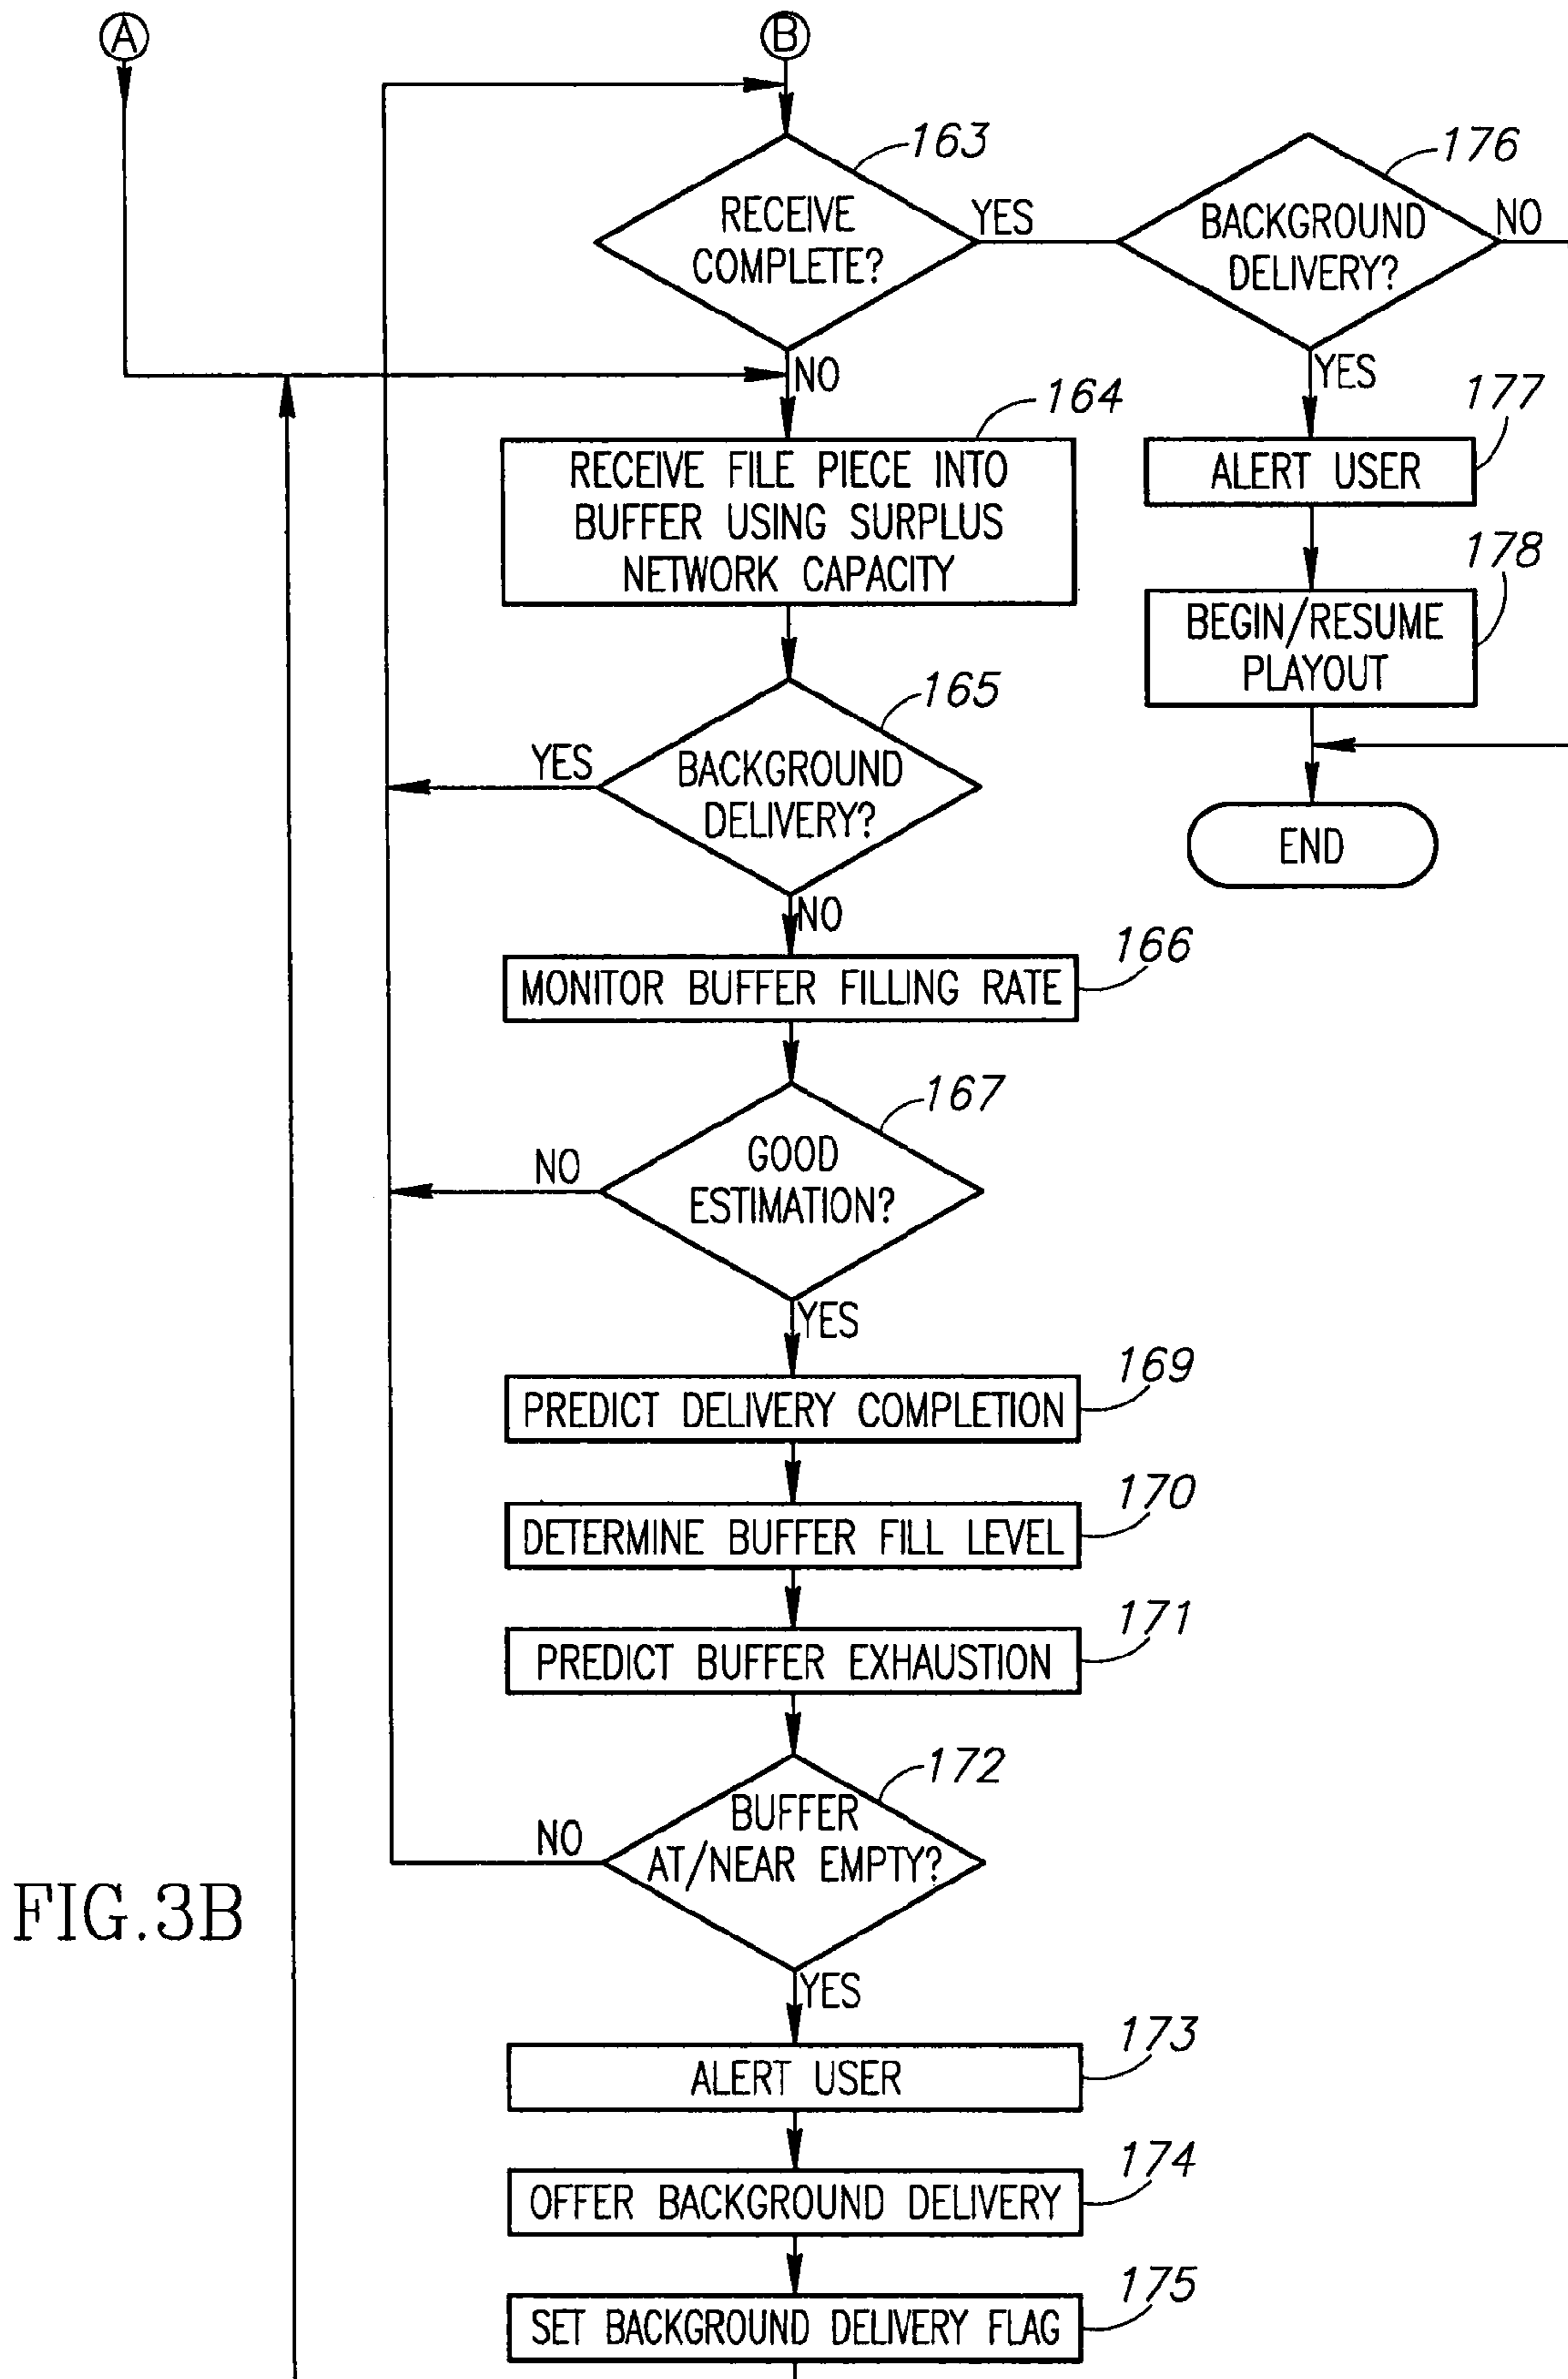 A
B
163
RECEIVE
COMPLETE?
YES
NO
176
BACKGROUND
DELIVERY?
NO
YES
164
RECEIVE FILE PIECE INTO
BUFFER USING SURPLUS
NETWORK CAPACITY
177
ALERT USER
178
BEGIN/RESUME
PLAYOUT
END
165
BACKGROUND
DELIVERY?
YES
NO
166
MONITOR BUFFER FILLING RATE
167
GOOD
ESTIMATION?
NO
YES
169
PREDICT DELIVERY COMPLETION
170
DETERMINE BUFFER FILL LEVEL
171
PREDICT BUFFER EXHAUSTION
172
BUFFER
AT/NEAR EMPTY?
NO
YES
FIG.3B
173
ALERT USER
174
OFFER BACKGROUND DELIVERY
175
SET BACKGROUND DELIVERY FLAG